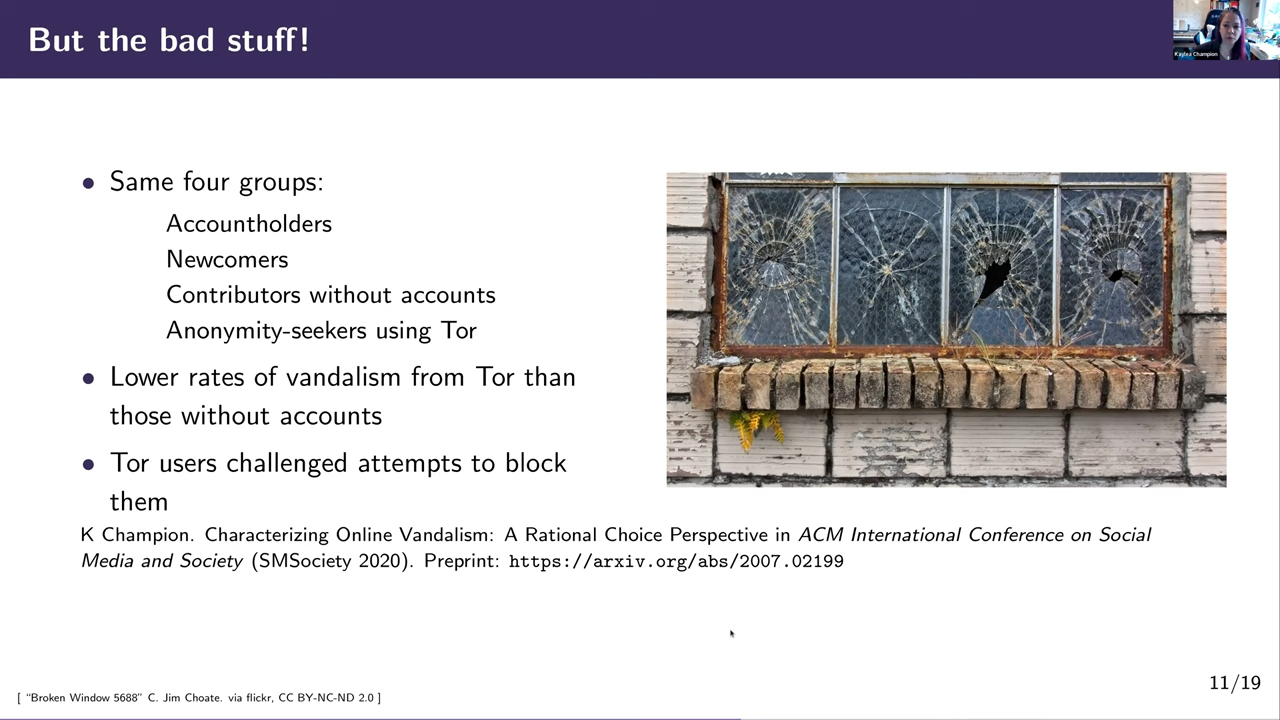 But the bad stuff!
Kaylea Champion
• Same four groups:
Accountholders
Newcomers
Contributors without accounts
Anonymity-seekers using Tor
• Lower rates of vandalism from Tor than
those without accounts
• Tor users challenged attempts to block
them
K Champion. Characterizing Online Vandalism: A Rational Choice Perspective in ACM International Conference on Social
Media and Society (SMSociety 2020). Preprint: https://arxiv.org/abs/2007.02199
11/19
[ “Broken Window 5688” C. Jim Choate. via flickr, CC BY-NC-ND 2.0 ]